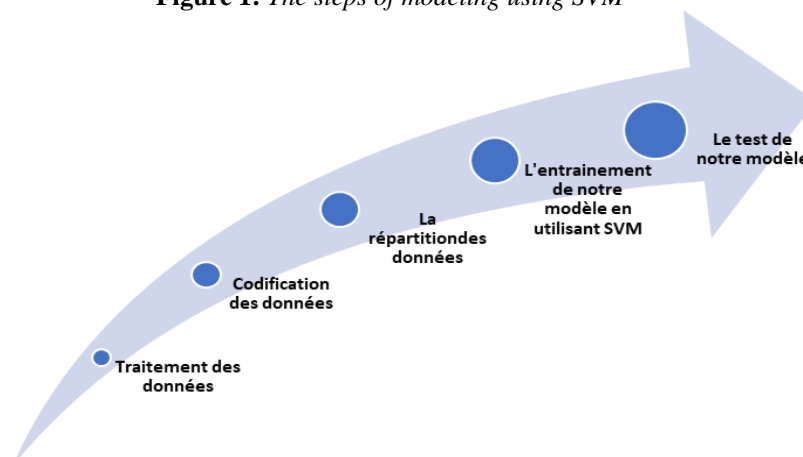 Figure 1: The steps of modeling using SVM
Traitement des
données
Codification
des données
La
répartitiondes
données
L'entrainement
de notre
modèle en
utilisant SVM
Le test de
notre modèle